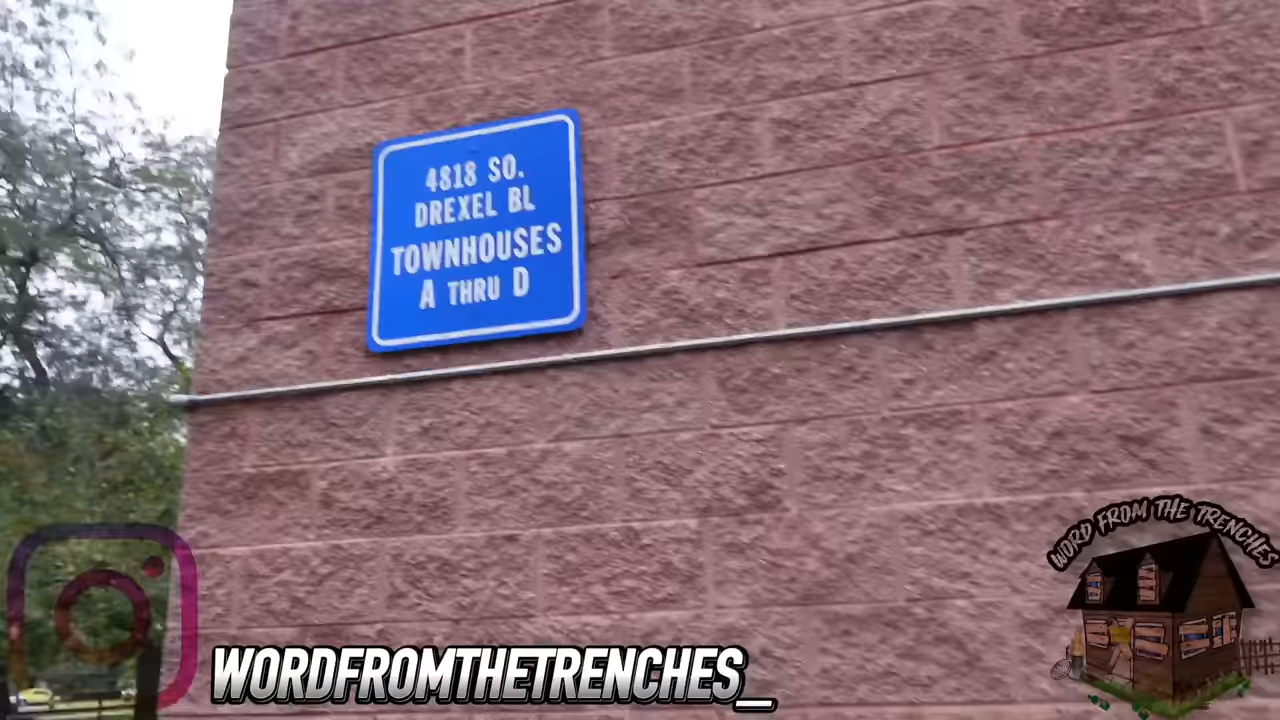 4818 SO.
DREXEL BL
TOWNHOUSES
A THRU D
WORD FROM THE TRENCHES
WORDFROMTHETRENCHES_